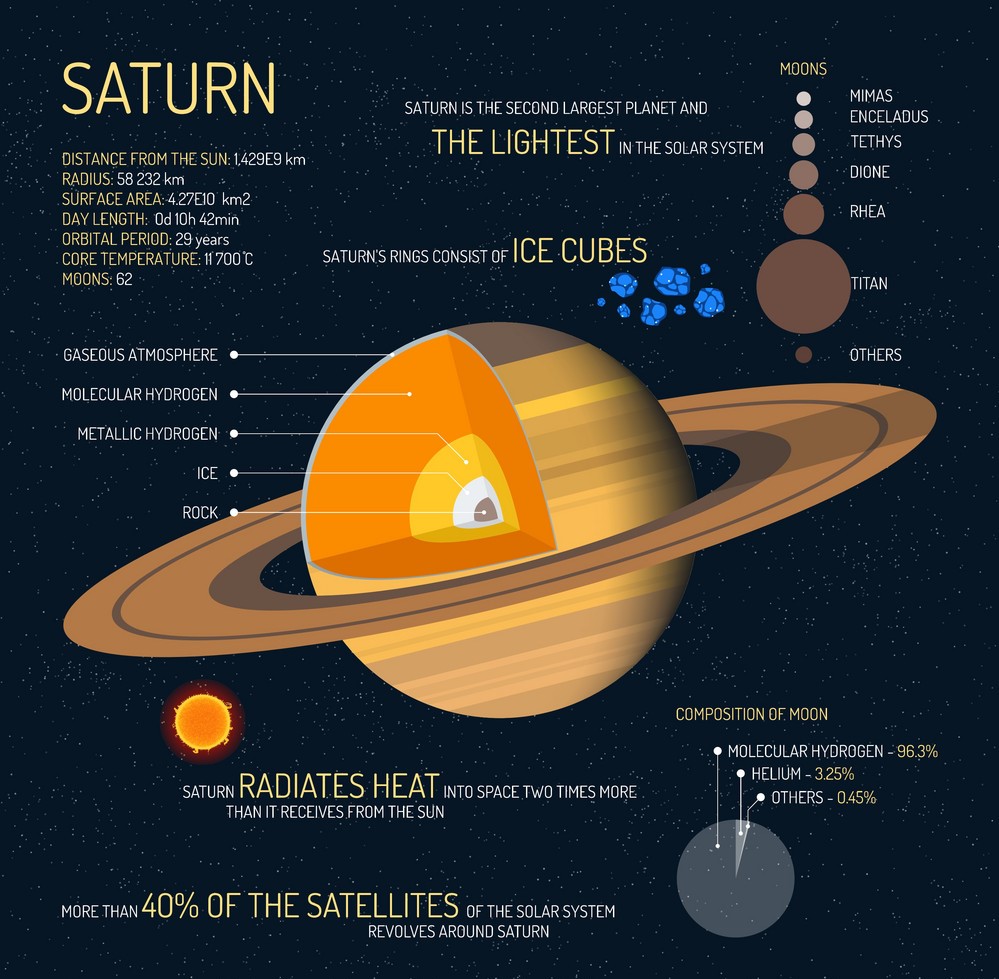 SATURN
DISTANCE FROM THE SUN: 1,429E9 km
RADIUS: 58 232 km
SURFACE AREA: 4.27E10 km2
DAY LENGTH: 0d 10h 42min
ORBITAL PERIOD: 29 years
CORE TEMPERATURE: 11 700°C
MOONS: 62
SATURN IS THE SECOND LARGEST PLANET AND
THE LIGHTEST IN THE SOLAR SYSTEM
SATURN'S RINGS CONSIST OF ICE CUBES
MOONS
MIMAS
ENCELADUS
TETHYS
DIONE
RHEA
TITAN
OTHERS
GASEOUS ATMOSPHERE
MOLECULAR HYDROGEN
METALLIC HYDROGEN
ICE
ROCK
SATURN RADIATES HEAT INTO SPACE TWO TIMES MORE
THAN IT RECEIVES FROM THE SUN
COMPOSITION OF MOON
MOLECULAR HYDROGEN - 96.3%
HELIUM - 3.25%
OTHERS - 0.45%
MORE THAN 40% OF THE SATELLITES OF THE SOLAR SYSTEM
REVOLVES AROUND SATURN